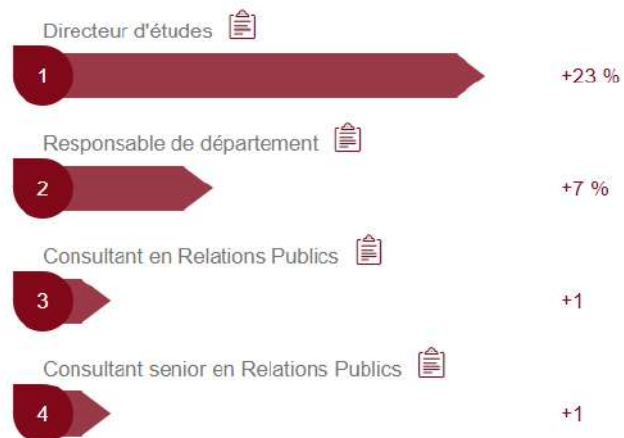 Directeur d'études
1
+23 %
Responsable de département
2
+7 %
Consultant en Relations Publics
3
+1
Consultant senior en Relations Publics
4
+1